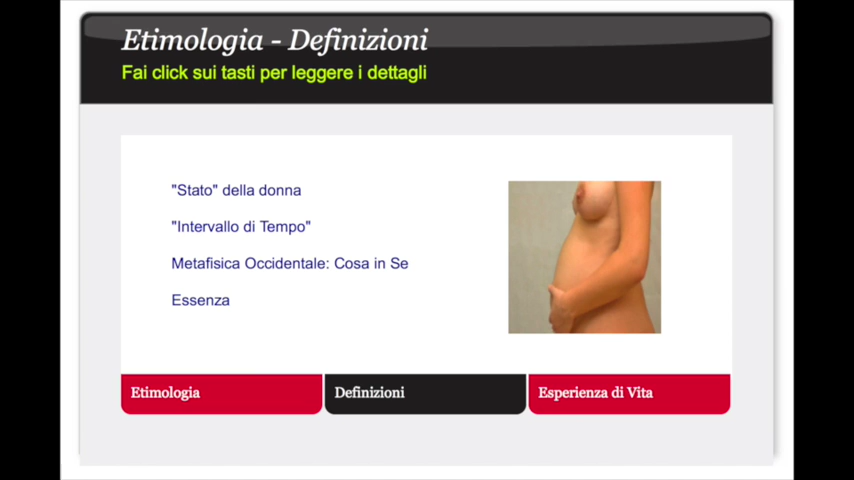 Etimologia - Definizioni
Fai click sui tasti per leggere i dettagli
"Stato" della donna
"Intervallo di Tempo"
Metafisica Occidentale: Cosa in Se
Essenza
Etimologia
Definizioni
Esperienza di Vita